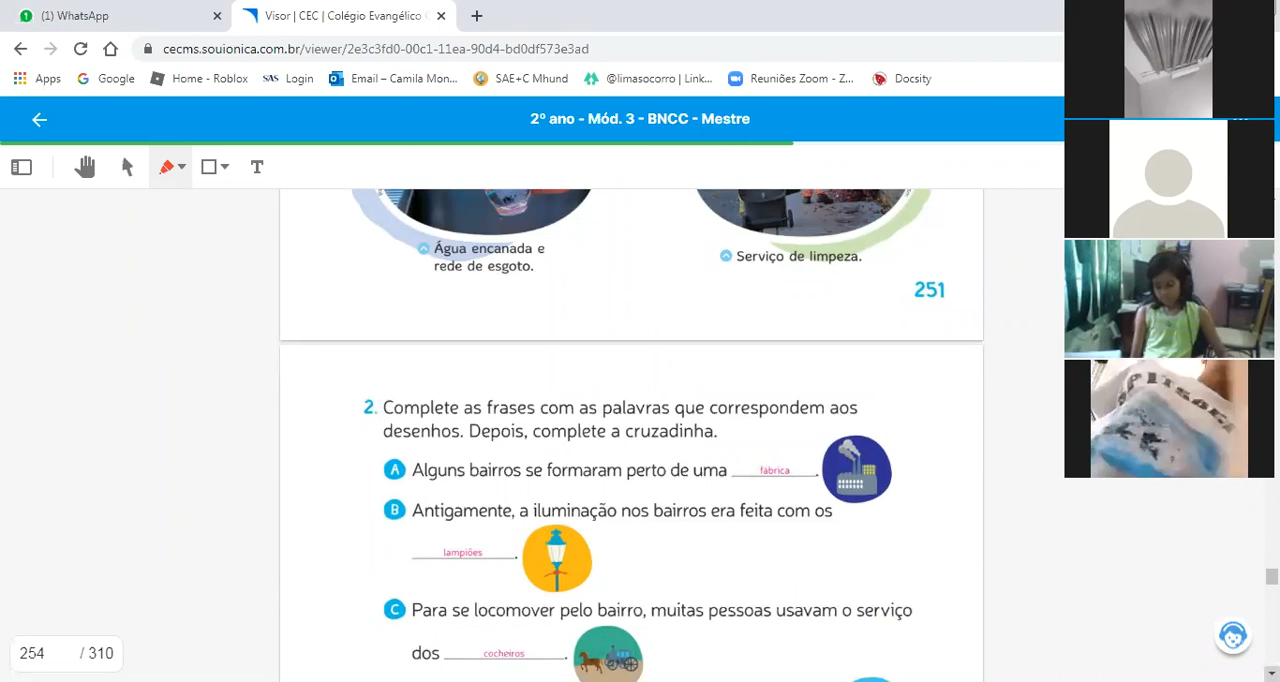 (1) WhatsApp
Visor | CEC | Colégio Evangélico
cecms.souionica.com.br/viewer/2e3c3fd0-00c1-11ea-90d4-bd0df573e3ad
Apps Google Home - Roblox SAS Login Email – Camila Mon... SAE+C Mhund @limasocorro | Link... Reuniões Zoom - Z... Docsity
2º ano - Mód. 3 - BNCC - Mestre
T
Água encanada e
rede de esgoto.
Serviço de limpeza.
251
2. Complete as frases com as palavras que correspondem aos
desenhos. Depois, complete a cruzadinha.
A Alguns bairros se formaram perto de uma fábrica.
B Antigamente, a iluminação nos bairros era feita com os
lampiões.
C Para se locomover pelo bairro, muitas pessoas usavam o serviço
dos cocheiros.
254 / 310